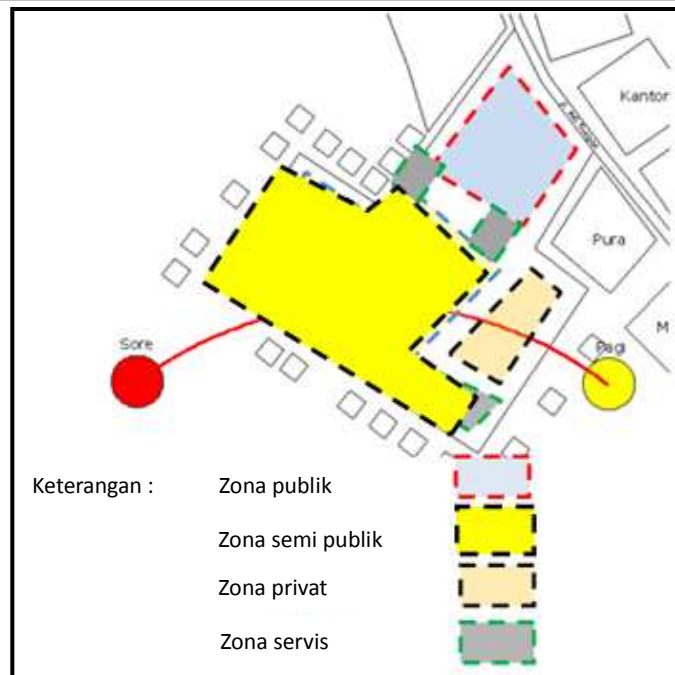 Kantor
Pura
M
Sore
Pagi
Keterangan :
Zona publik
Zona semi publik
Zona privat
Zona servis